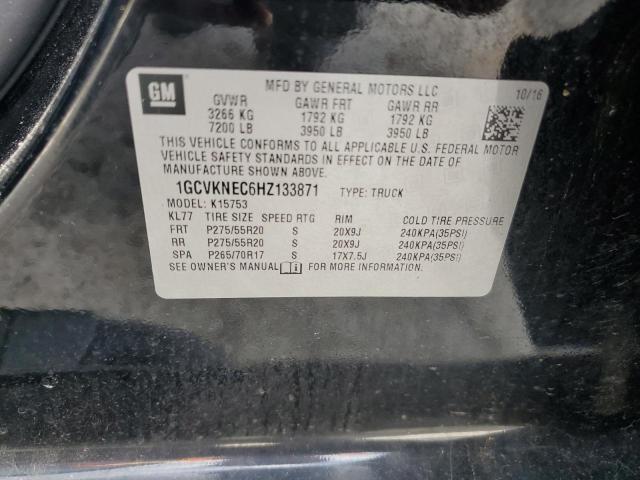 GM
MFD BY GENERAL MOTORS LLC
10/16
GVWR GAWR FRT GAWR RR
3266 KG 1792 KG 1792 KG
7200 LB 3950 LB 3950 LB
THIS VEHICLE CONFORMS TO ALL APPLICABLE U.S. FEDERAL MOTOR
VEHICLE SAFETY STANDARDS IN EFFECT ON THE DATE OF
MANUFACTURE SHOWN ABOVE.
1GCVKNEC6HZ133871 TYPE: TRUCK
MODEL: K15753
KL77 TIRE SIZE SPEED RTG RIM COLD TIRE PRESSURE
FRT P275/55R20 S 20X9J 240KPA(35PSI)
RR P275/55R20 S 20X9J 240KPA(35PSI)
SPA P265/70R17 S 17X7.5J 240KPA(35PSI)
SEE OWNER'S MANUAL FOR MORE INFORMATION.